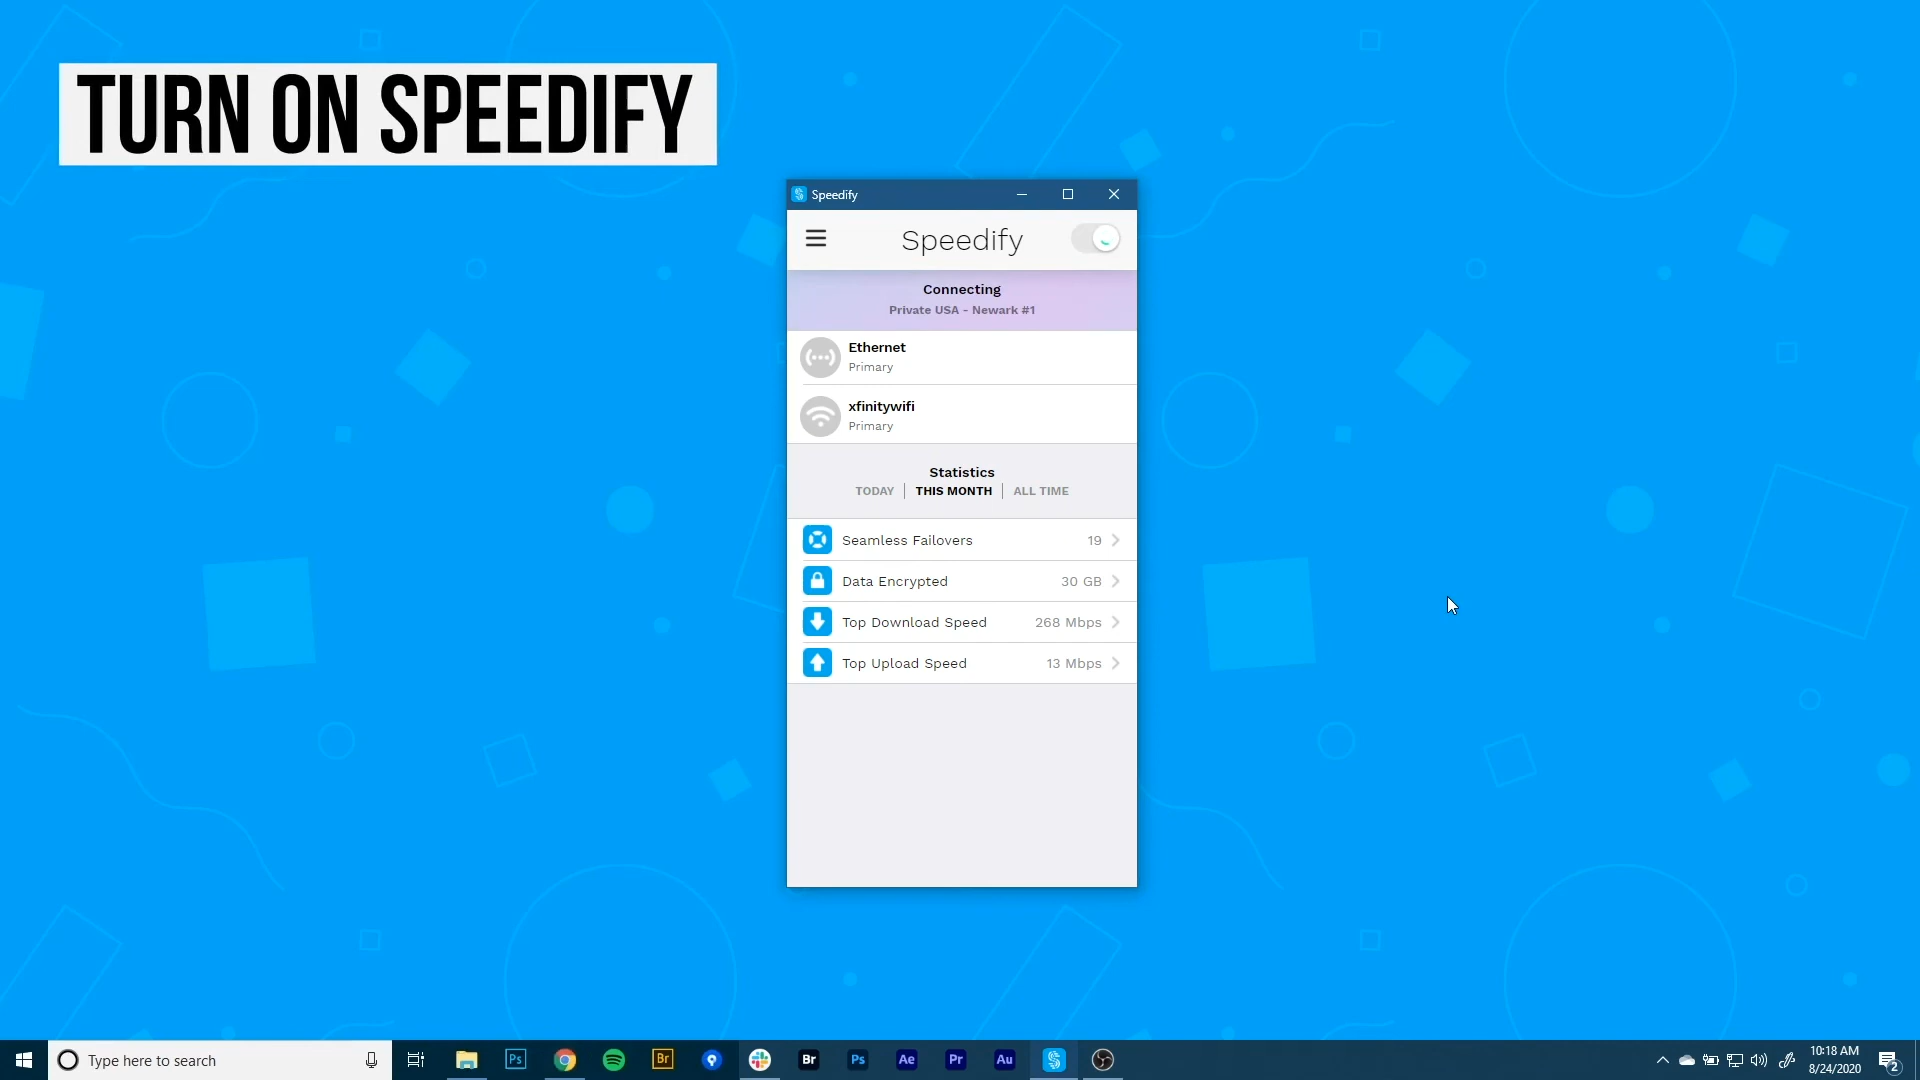 TURN ON SPEEDIFY
Speedify
Speedify
Connecting
Private USA - Newark #1
Ethernet
Primary
xfinitywifi
Primary
Statistics
TODAY THIS MONTH ALL TIME
Seamless Failovers 19
Data Encrypted 30 GB
Top Download Speed 268 Mbps
Top Upload Speed 13 Mbps
Type here to search
Ps
Br
Br
Ps
Ae
Pr
Au
10:18 AM
8/24/2020
2